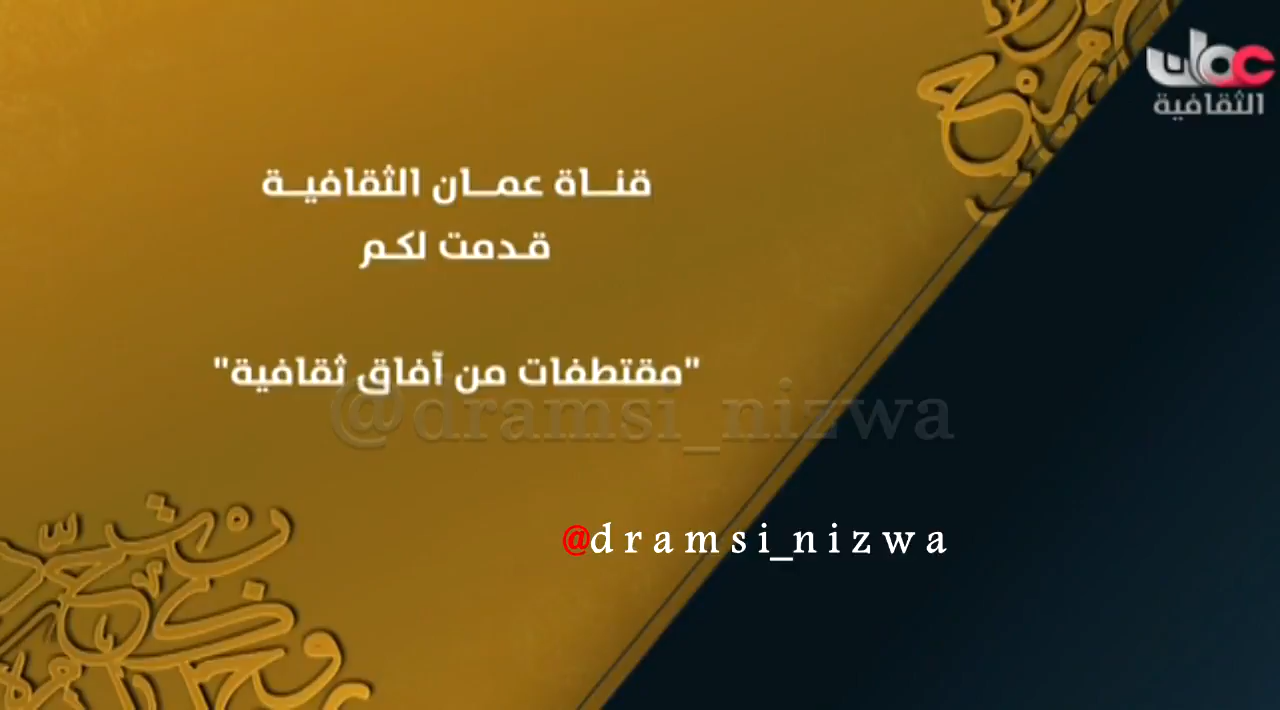 عمان
الثقافية
قنـــاة عمـــان الثقافيـــة
قـدمت لكـم
"مقتطفات من آفاق ثقافية"
@dramsi_nizwa
@dramsi_nizwa